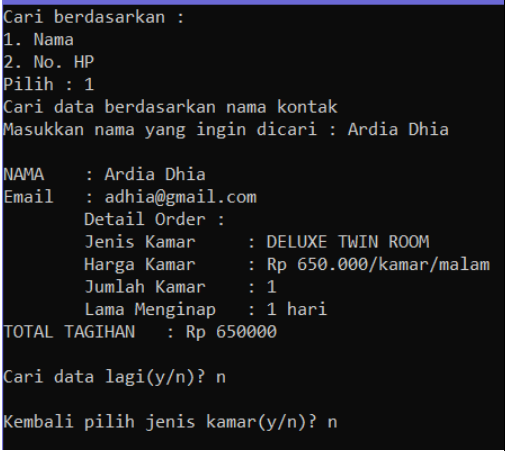 Cari berdasarkan :
1. Nama
2. No. HP
Pilih : 1
Cari data berdasarkan nama kontak
Masukkan nama yang ingin dicari : Ardia Dhia

NAMA    : Ardia Dhia
Email   : adhia@gmail.com
        Detail Order :
        Jenis Kamar     : DELUXE TWIN ROOM
        Harga Kamar     : Rp 650.000/kamar/malam
        Jumlah Kamar    : 1
        Lama Menginap   : 1 hari
TOTAL TAGIHAN   : Rp 650000

Cari data lagi(y/n)? n

Kembali pilih jenis kamar(y/n)? n